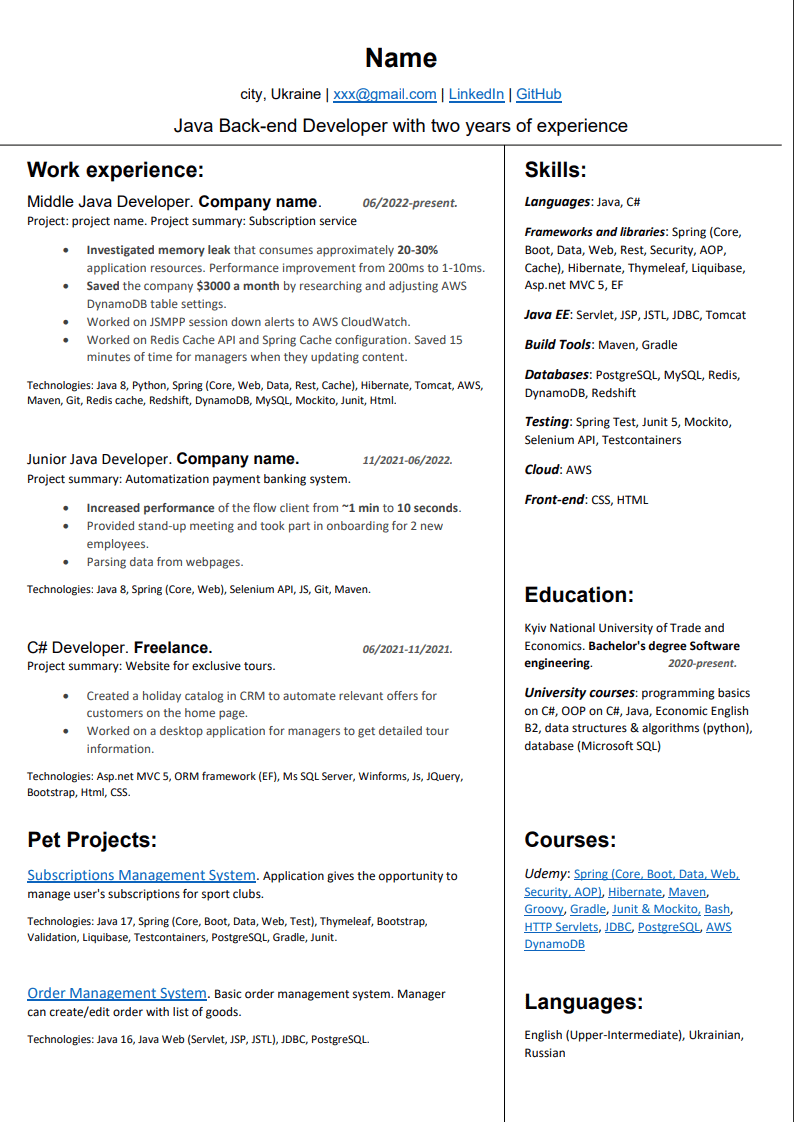 Name
city, Ukraine | xxx@gmail.com | LinkedIn | GitHub
Java Back-end Developer with two years of experience
Work experience:
Middle Java Developer. Company name. 06/2022-present.
Project: project name. Project summary: Subscription service
• Investigated memory leak that consumes approximately 20-30%
application resources. Performance improvement from 200ms to 1-10ms.
• Saved the company $3000 a month by researching and adjusting AWS
DynamoDB table settings.
• Worked on JSMPP session down alerts to AWS CloudWatch.
• Worked on Redis Cache API and Spring Cache configuration. Saved 15
minutes of time for managers when they updating content.
Technologies: Java 8, Python, Spring (Core, Web, Data, Rest, Cache), Hibernate, Tomcat, AWS,
Maven, Git, Redis cache, Redshift, DynamoDB, MySQL, Mockito, Junit, Html.
Junior Java Developer. Company name. 11/2021-06/2022.
Project summary: Automatization payment banking system.
• Increased performance of the flow client from ~1 min to 10 seconds.
• Provided stand-up meeting and took part in onboarding for 2 new
employees.
• Parsing data from webpages.
Technologies: Java 8, Spring (Core, Web), Selenium API, JS, Git, Maven.
C# Developer. Freelance. 06/2021-11/2021.
Project summary: Website for exclusive tours.
• Created a holiday catalog in CRM to automate relevant offers for
customers on the home page.
• Worked on a desktop application for managers to get detailed tour
information.
Technologies: Asp.net MVC 5, ORM framework (EF), Ms SQL Server, Winforms, Js, JQuery,
Bootstrap, Html, CSS.
Pet Projects:
Subscriptions Management System. Application gives the opportunity to
manage user's subscriptions for sport clubs.
Technologies: Java 17, Spring (Core, Boot, Data, Web, Test), Thymeleaf, Bootstrap,
Validation, Liquibase, Testcontainers, PostgreSQL, Gradle, Junit.
Order Management System. Basic order management system. Manager
can create/edit order with list of goods.
Technologies: Java 16, Java Web (Servlet, JSP, JSTL), JDBC, PostgreSQL.
Skills:
Languages: Java, C#
Frameworks and libraries: Spring (Core,
Boot, Data, Web, Rest, Security, AOP,
Cache), Hibernate, Thymeleaf, Liquibase,
Asp.net MVC 5, EF
Java EE: Servlet, JSP, JSTL, JDBC, Tomcat
Build Tools: Maven, Gradle
Databases: PostgreSQL, MySQL, Redis,
DynamoDB, Redshift
Testing: Spring Test, Junit 5, Mockito,
Selenium API, Testcontainers
Cloud: AWS
Front-end: CSS, HTML
Education:
Kyiv National University of Trade and
Economics. Bachelor's degree Software
engineering. 2020-present.
University courses: programming basics
on C#, OOP on C#, Java, Economic English
B2, data structures & algorithms (python),
database (Microsoft SQL)
Courses:
Udemy: Spring (Core, Boot, Data, Web,
Security, AOP), Hibernate, Maven,
Groovy, Gradle, Junit & Mockito, Bash,
HTTP Servlets, JDBC, PostgreSQL, AWS
DynamoDB
Languages:
English (Upper-Intermediate), Ukrainian,
Russian